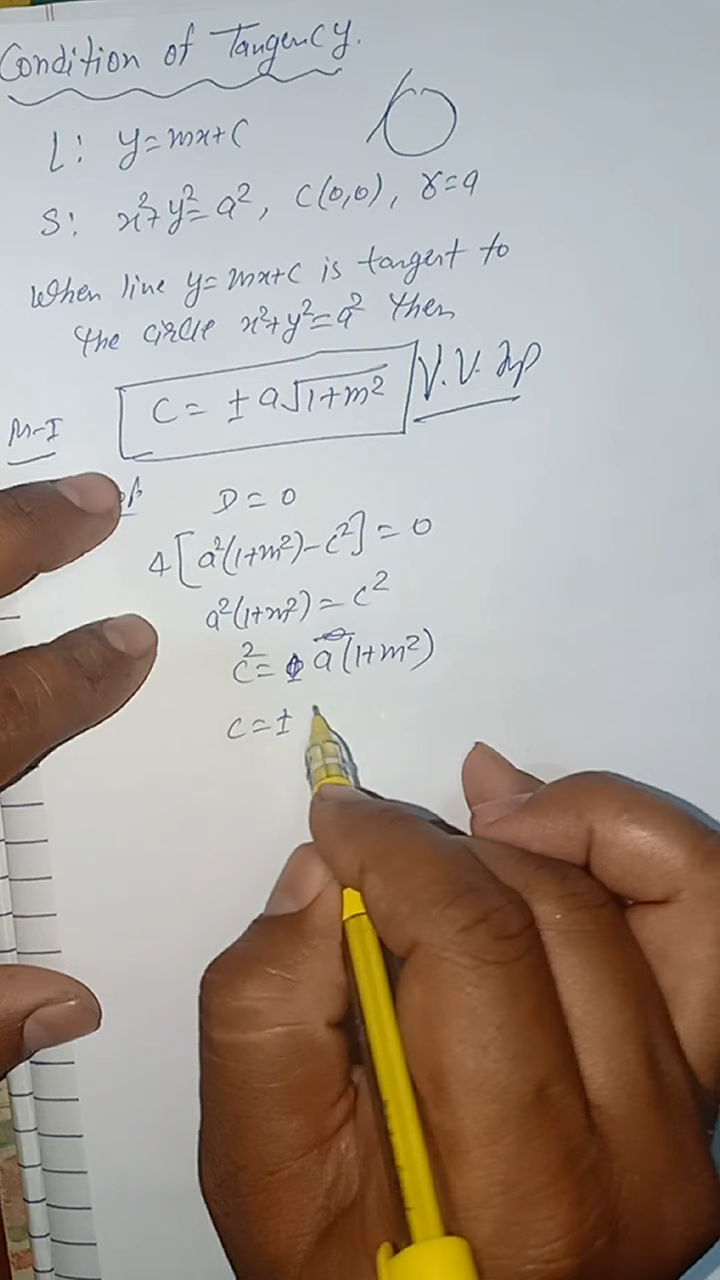 Condition of Tangency.
L: y=mx+c
S: x²+y²=a², C(0,0), r=a
When line y=mx+c is tangent to
the circle x²+y²=a² then
c = ±a√1+m² V.V. Imp
M-I
D=0
4[a²(1+m²)-c²]=0
a²(1+m²)=c²
c²= a(1+m²)
c=±